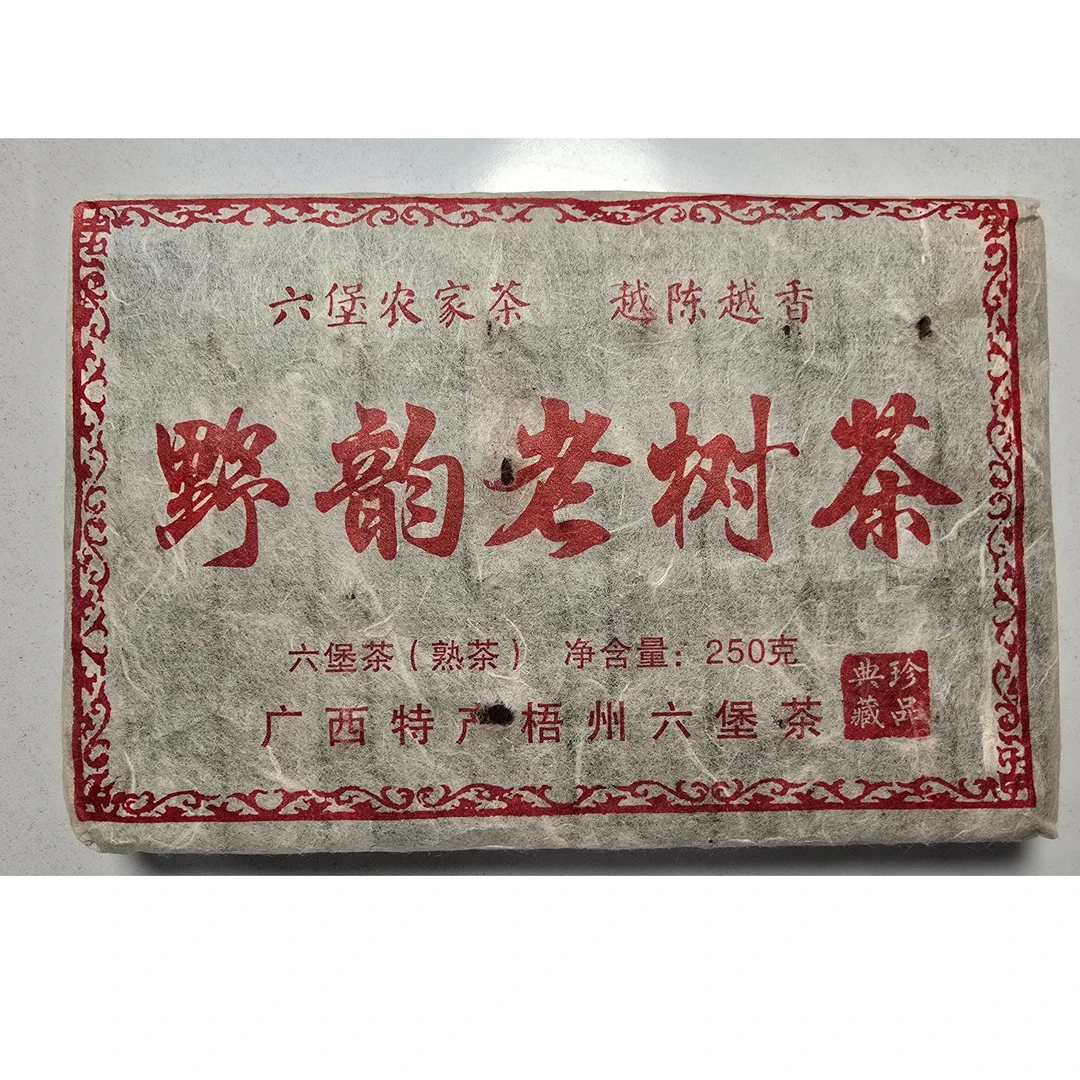 六堡农家茶　越陈越香
野韵老树茶
六堡茶（熟茶）　净含量：250克
广西特产梧州六堡茶
珍品
典藏